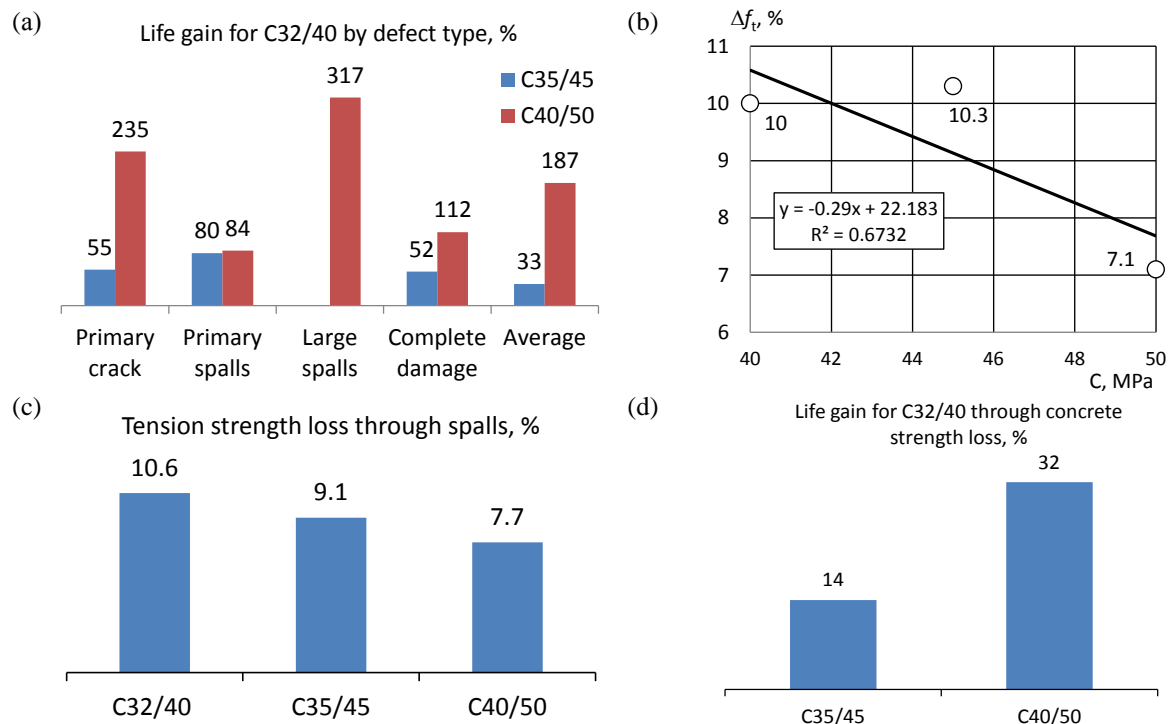 (a)
Life gain for C32/40 by defect type, %
C35/45
C40/50
55
235
80
84
317
52
112
33
187
Primary
crack
Primary
spalls
Large
spalls
Complete
damage
Average
(b)
Δft, %
11
10
9
8
7
6
10
10.3
7.1
y = -0.29x + 22.183
R² = 0.6732
40
42
44
46
48
50
C, MPa
(c)
Tension strength loss through spalls, %
10.6
9.1
7.7
C32/40
C35/45
C40/50
(d)
Life gain for C32/40 through concrete
strength loss, %
14
32
C35/45
C40/50